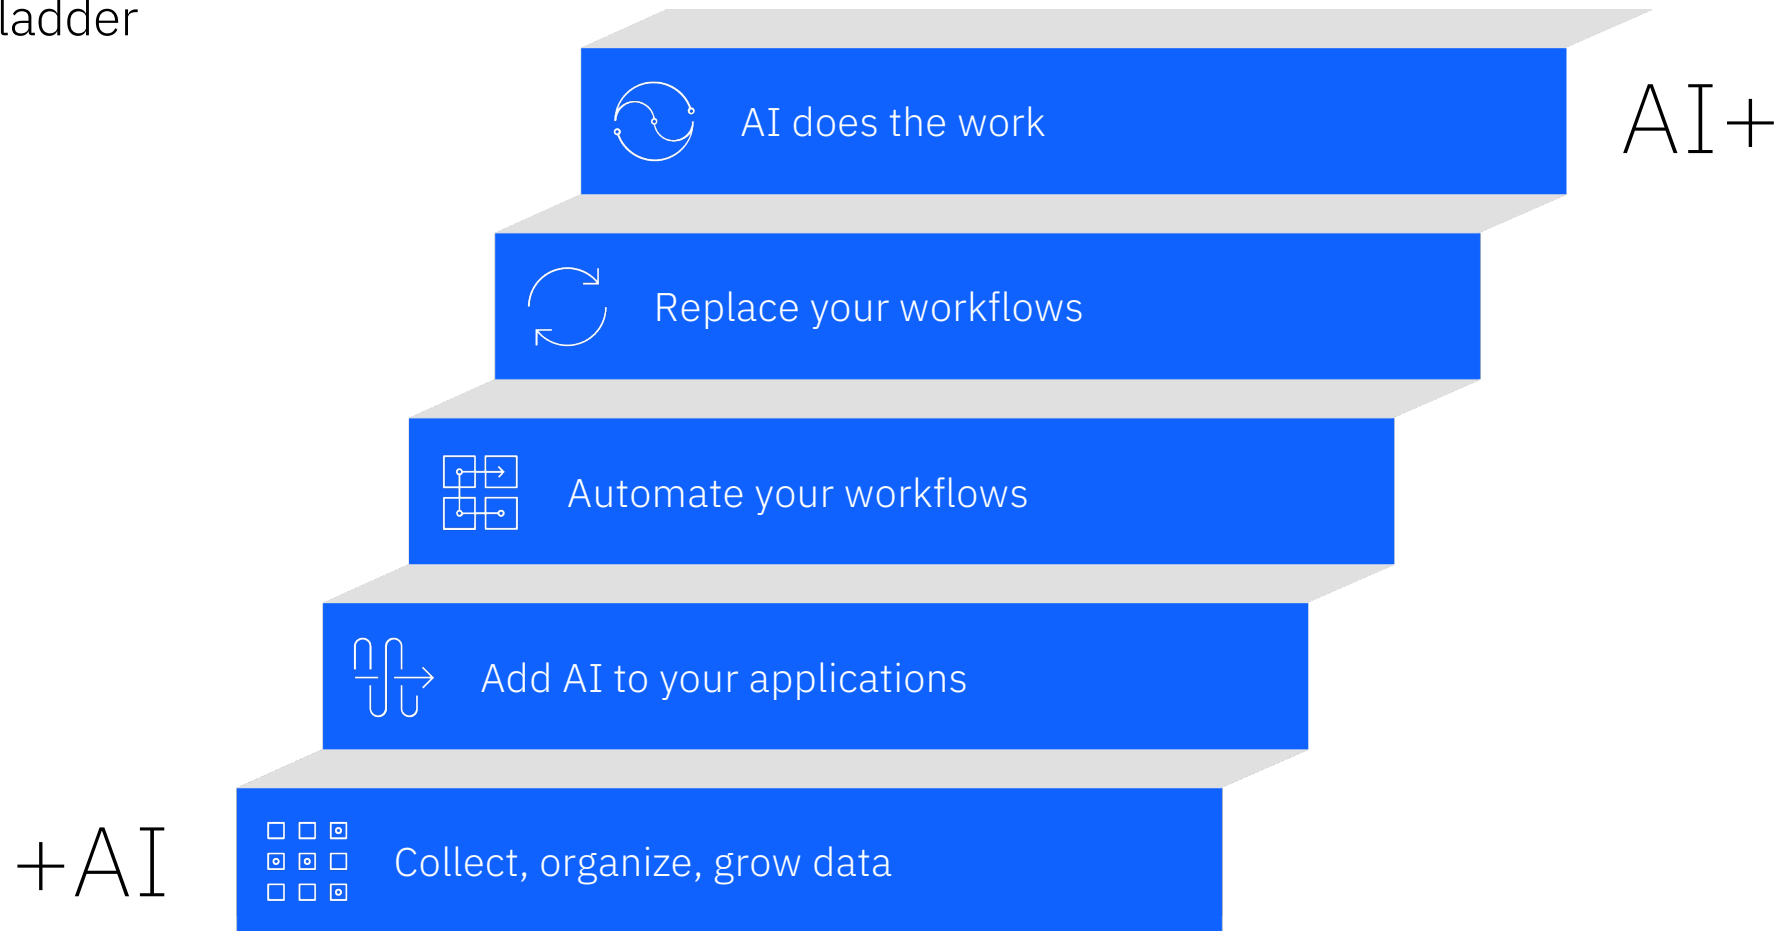 ladder
AI does the work
AI+
Replace your workflows
Automate your workflows
Add AI to your applications
+AI
Collect, organize, grow data